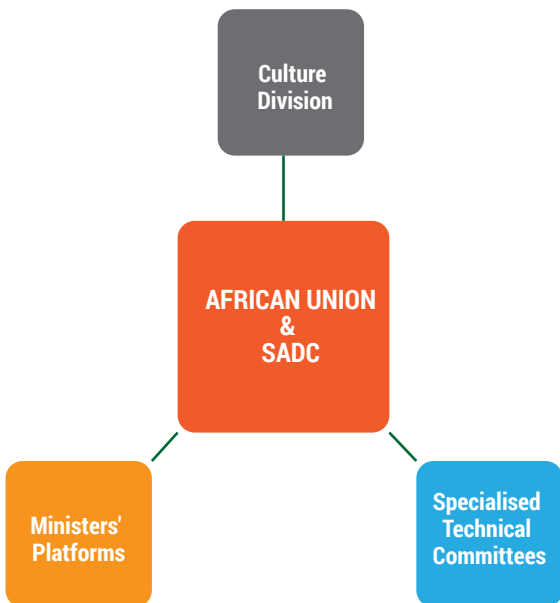 Culture
Division
AFRICAN UNION
&
SADC
Ministers'
Platforms
Specialised
Technical
Committees